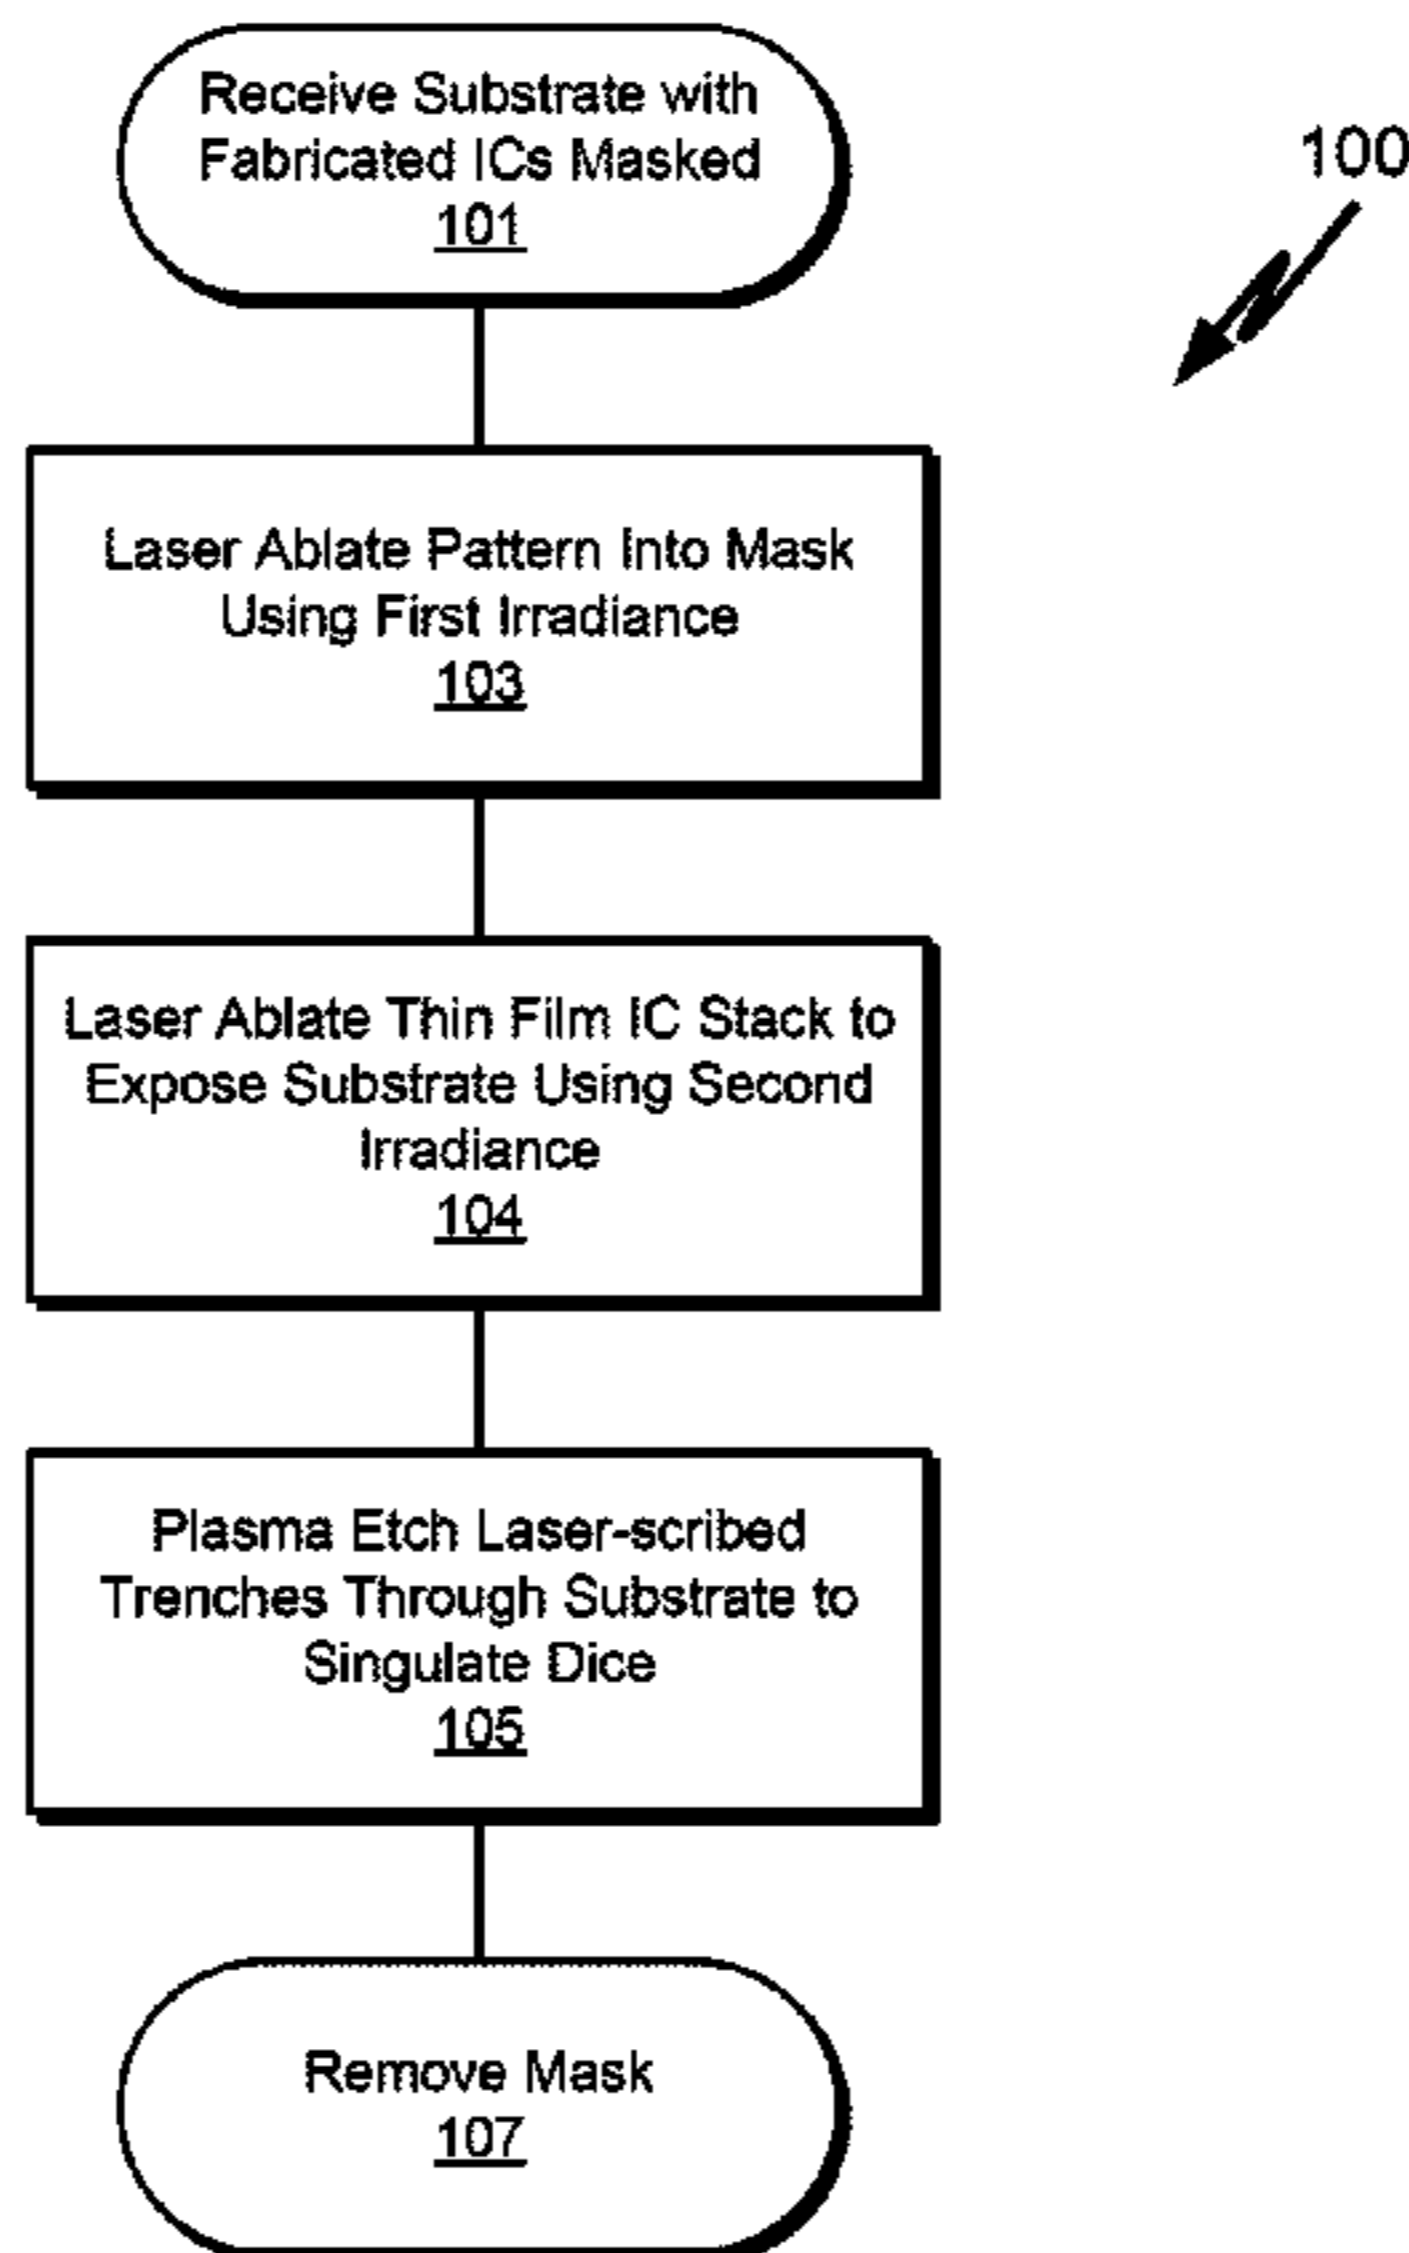 Receive Substrate with
Fabricated ICs Masked
101
100
Laser Ablate Pattern Into Mask
Using First Irradiance
103
Laser Ablate Thin Film IC Stack to
Expose Substrate Using Second
Irradiance
104
Plasma Etch Laser-scribed
Trenches Through Substrate to
Singulate Dice
105
Remove Mask
107